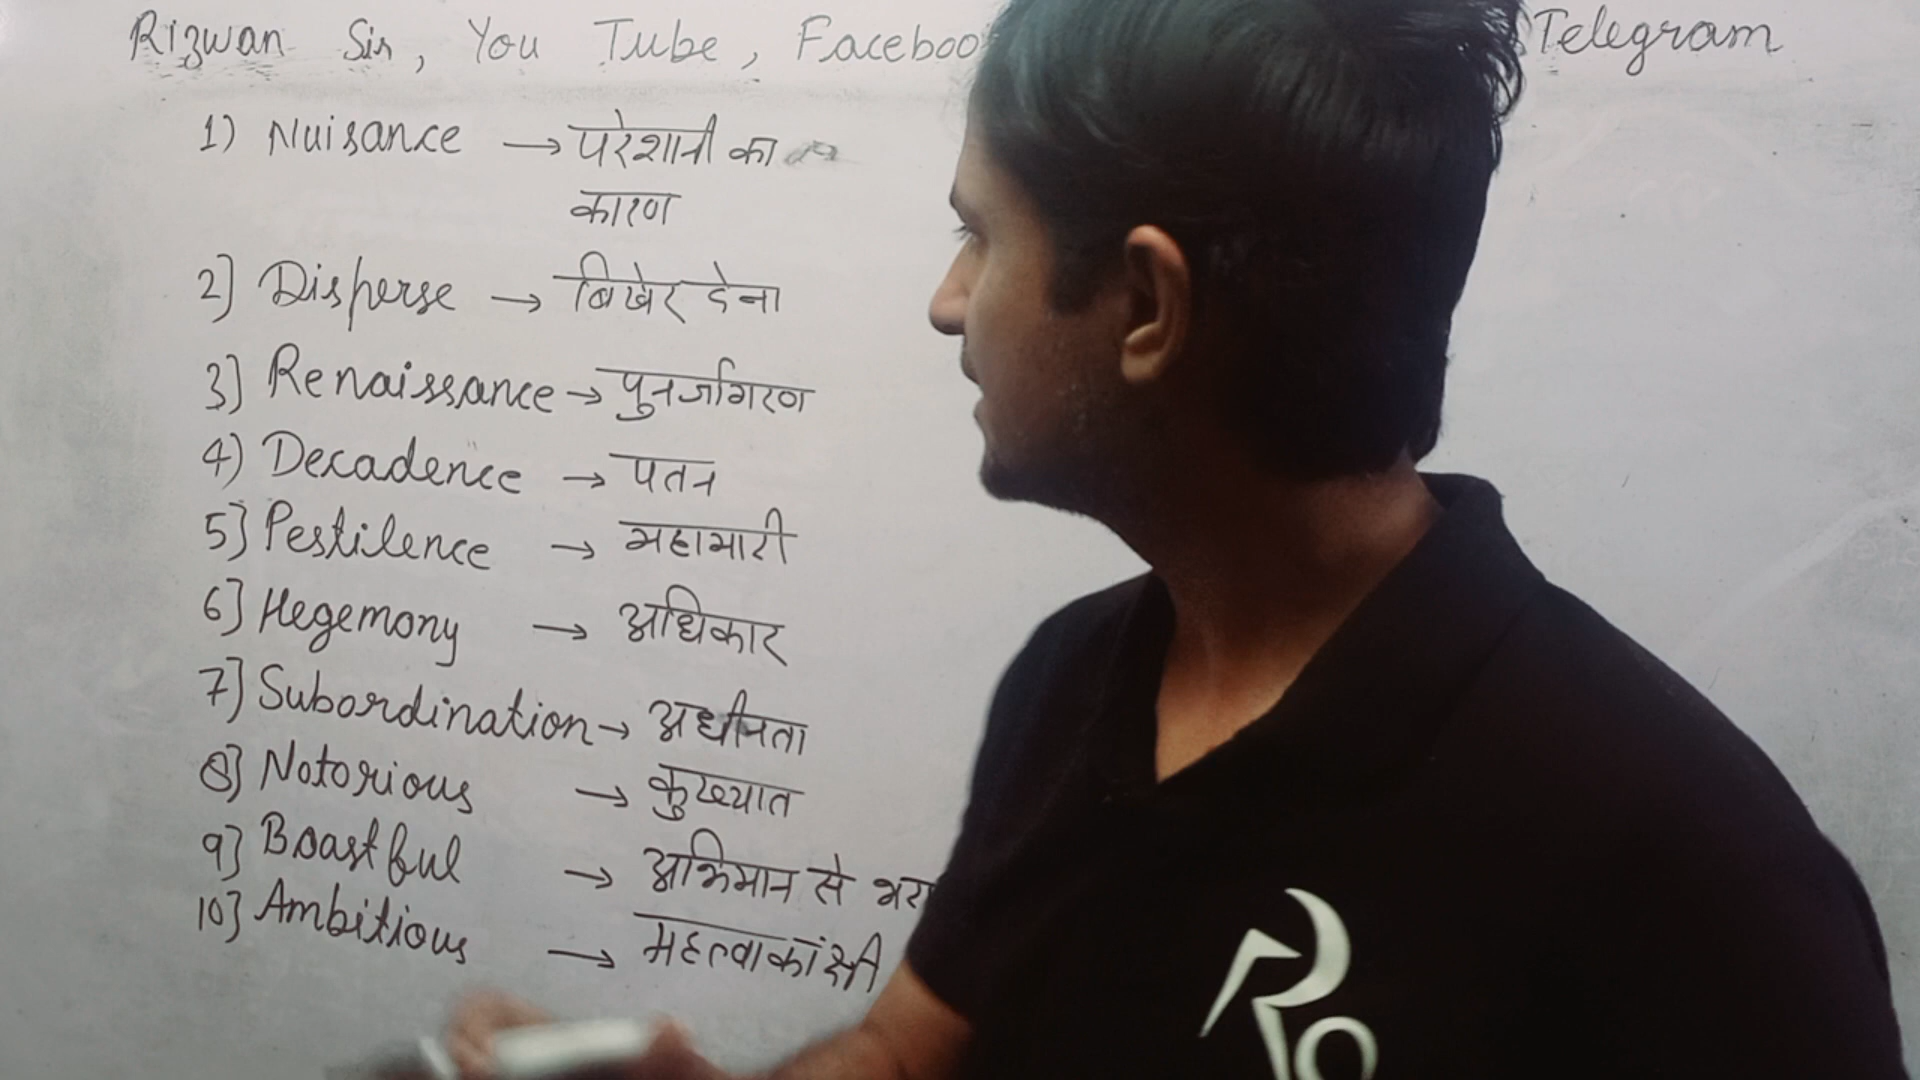 Rizwan Sir, You Tube, Faceboo Telegram
1) Nuisance → परेशानी का
कारण
2] Disperse → बिखेर देना
3] Renaissance → पुनर्जागरण
4) Decadence → पतन
5] Pestilence → महामारी
6] Hegemony → अधिकार
7] Subordination → अधीनता
8] Notorious → कुख्यात
9] Boastful → अभिमान से भरा
10] Ambitious → महत्वाकांक्षी